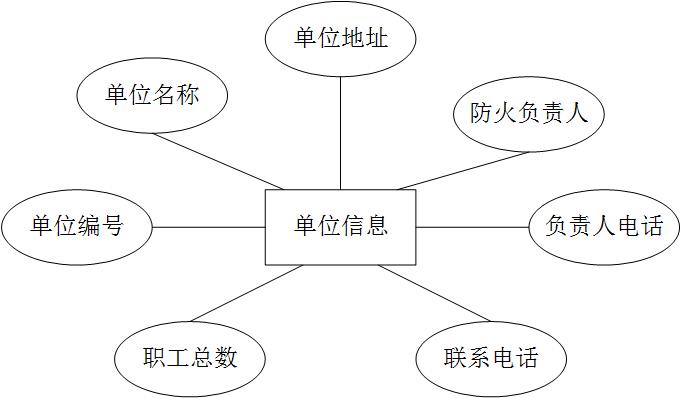 单位地址
单位名称
防火负责人
单位编号
单位信息
负责人电话
职工总数
联系电话